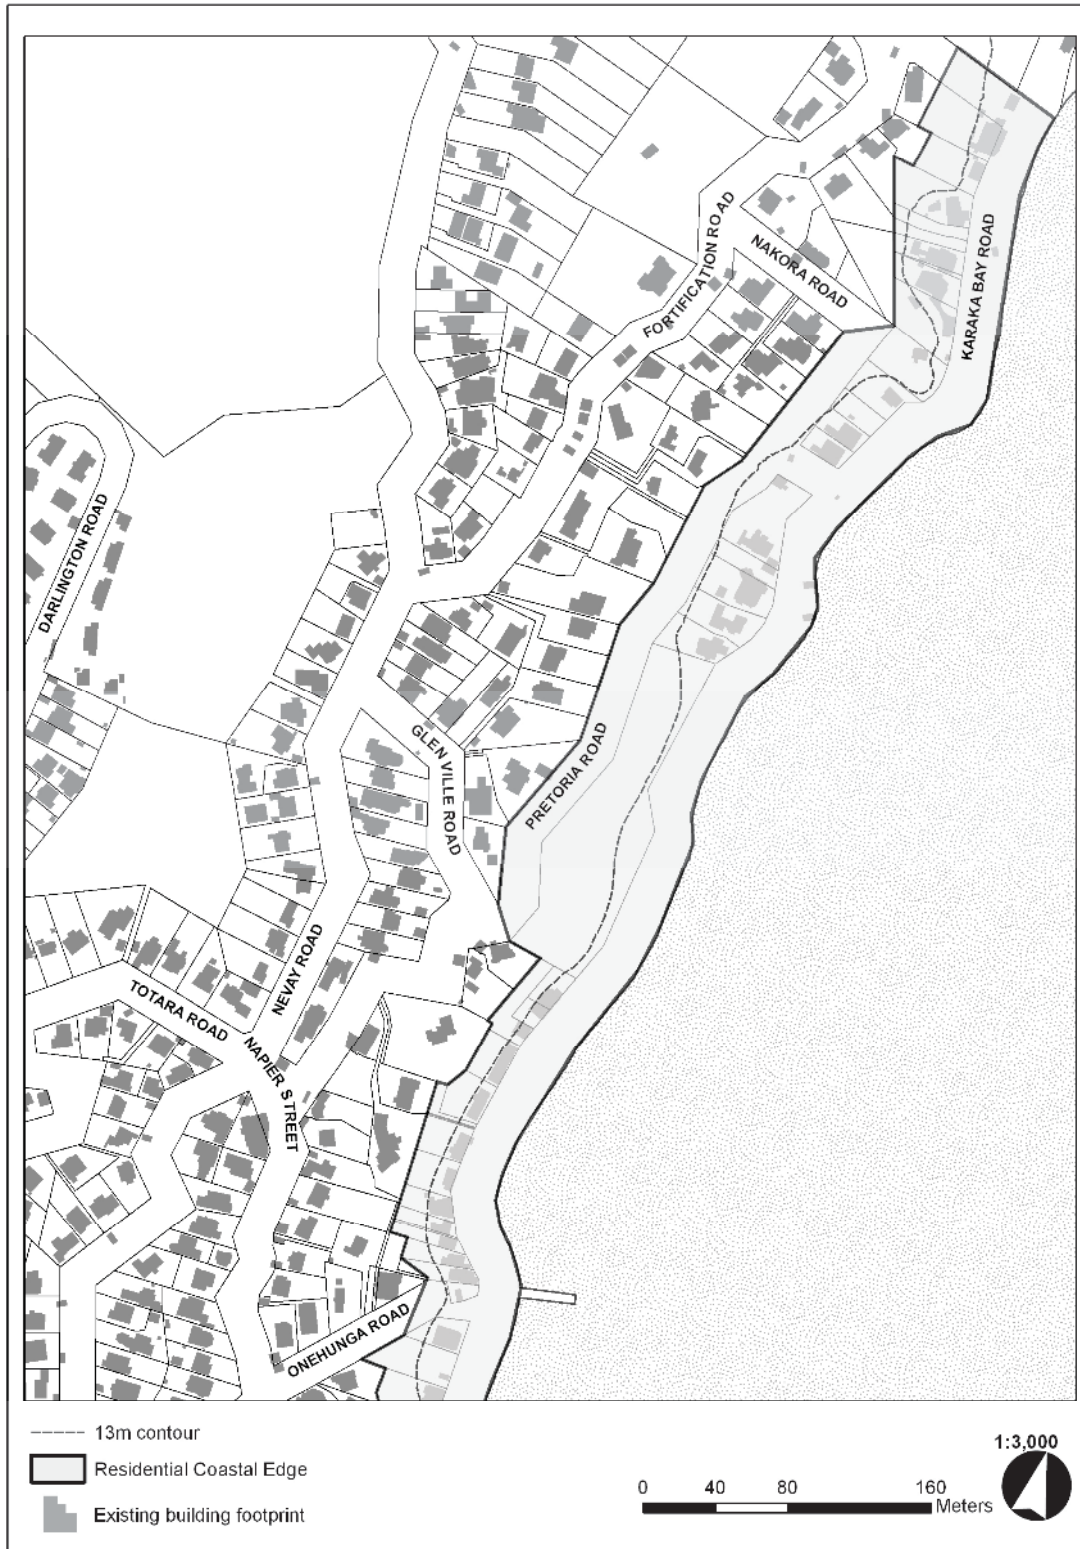 FORTIFICATION ROAD
NAKORA ROAD
KARAKA BAY ROAD
DARLINGTON ROAD
GLEN VILLE ROAD
PRETORIA ROAD
NEVAY ROAD
TOTARA ROAD
NAPIER STREET
ONEHUNGA ROAD
13m contour
Residential Coastal Edge
Existing building footprint
1:3,000
0 40 80 160
Meters